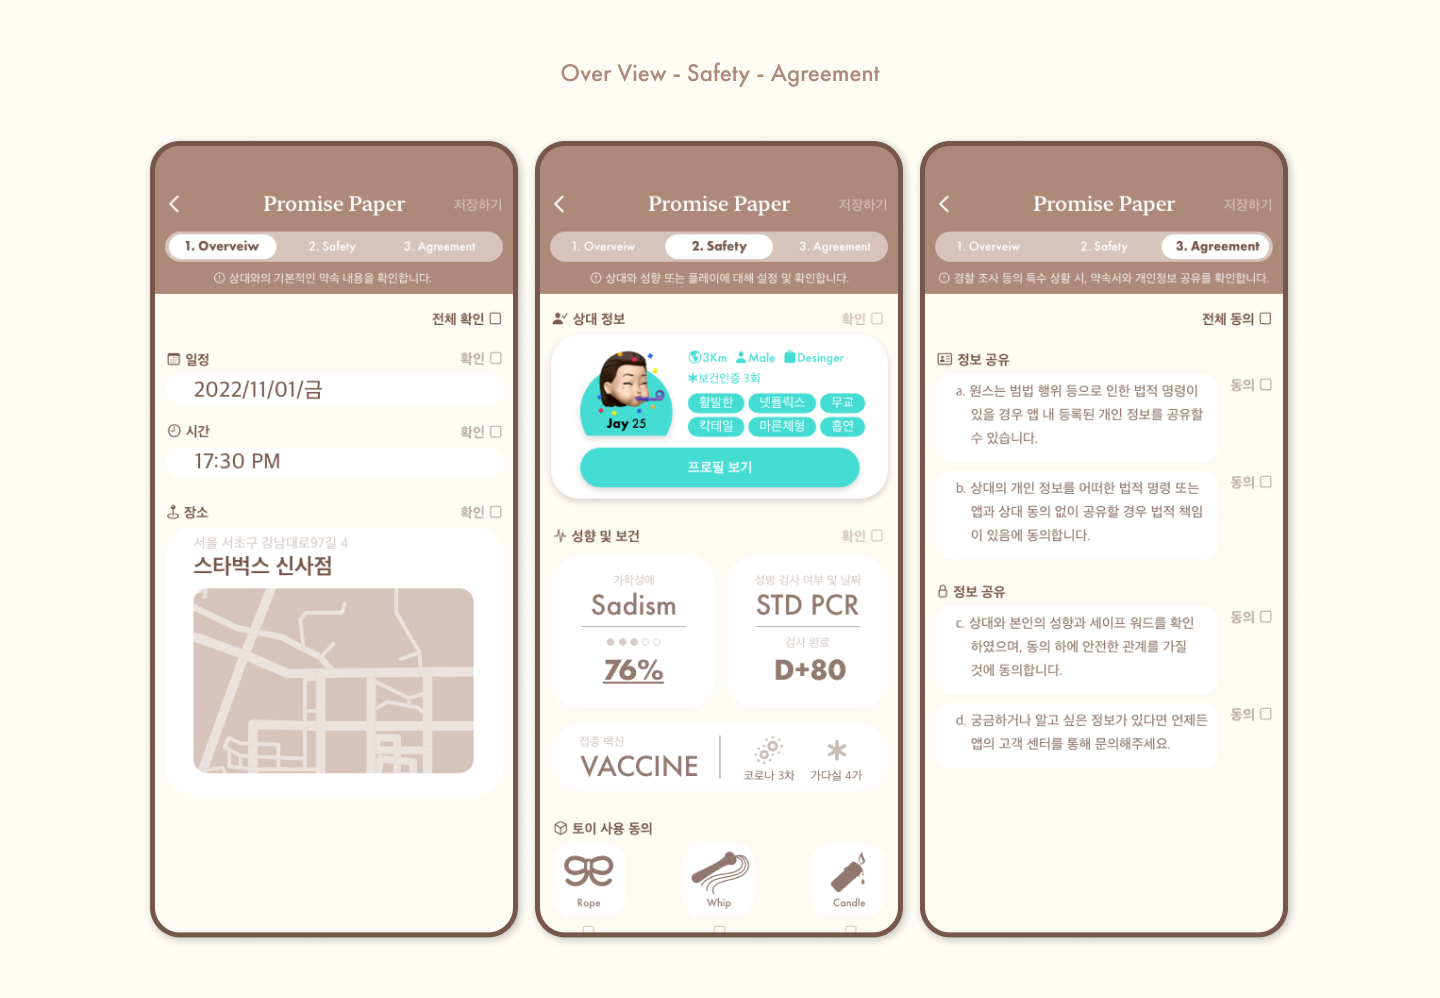 Over View - Safety - Agreement
Promise Paper
저장하기
1. Overveiw
2. Safety
3. Agreement
상대와의 기본적인 약속 내용을 확인합니다.
전체 확인
일정
확인
2022/11/01/금
시간
확인
17:30 PM
장소
확인
서울 서초구 강남대로97길 4
스타벅스 신사점
Promise Paper
저장하기
1. Overveiw
2. Safety
3. Agreement
상대와 성향 또는 플레이에 대해 설정 및 확인합니다.
상대 정보
확인
3Km
Male
Desinger
보건인증 3회
활발한
넷플릭스
무교
칵테일
마른체형
흡연
Jay 25
프로필 보기
성향 및 보건
확인
가학성애
Sadism
76%
성병 검사 여부 및 날짜
STD PCR
검사 완료
D+80
접종 백신
VACCINE
코로나 3차
가다실 4가
토이 사용 동의
Rope
Whip
Candle
Promise Paper
저장하기
1. Overveiw
2. Safety
3. Agreement
경찰 조사 등의 특수 상황 시, 약속서와 개인정보 공유를 확인합니다.
전체 동의
정보 공유
a. 원스는 범법 행위 등으로 인한 법적 명령이
있을 경우 앱 내 등록된 개인 정보를 공유할
수 있습니다.
동의
b. 상대의 개인 정보를 어떠한 법적 명령 또는
앱과 상대 동의 없이 공유할 경우 법적 책임
이 있음에 동의합니다.
동의
정보 공유
c. 상대와 본인의 성향과 세이프 워드를 확인
하였으며, 동의 하에 안전한 관계를 가질
것에 동의합니다.
동의
d. 궁금하거나 알고 싶은 정보가 있다면 언제든
앱의 고객 센터를 통해 문의해주세요.
동의